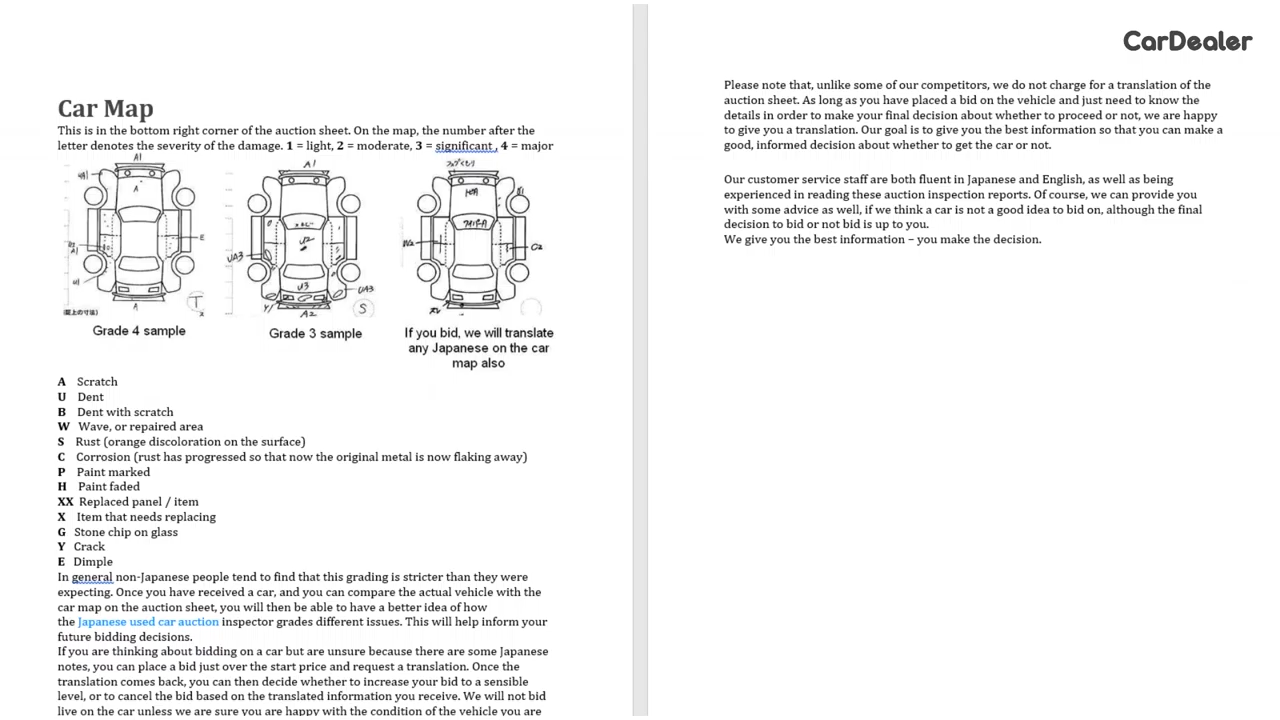 CarDealer
Car Map
This is in the bottom right corner of the auction sheet. On the map, the number after the
letter denotes the severity of the damage. 1 = light, 2 = moderate, 3 = significant , 4 = major
A1
A
E
U1
A
T
A1
U2
UA3
U3
UA3
Y
A2
S
W2
G2
Grade 4 sample
Grade 3 sample
If you bid, we will translate
any Japanese on the car
map also
A Scratch
U Dent
B Dent with scratch
W Wave, or repaired area
S Rust (orange discoloration on the surface)
C Corrosion (rust has progressed so that now the original metal is now flaking away)
P Paint marked
H Paint faded
XX Replaced panel / item
X Item that needs replacing
G Stone chip on glass
Y Crack
E Dimple
In general non-Japanese people tend to find that this grading is stricter than they were
expecting. Once you have received a car, and you can compare the actual vehicle with the
car map on the auction sheet, you will then be able to have a better idea of how
the Japanese used car auction inspector grades different issues. This will help inform your
future bidding decisions.
If you are thinking about bidding on a car but are unsure because there are some Japanese
notes, you can place a bid just over the start price and request a translation. Once the
translation comes back, you can then decide whether to increase your bid to a sensible
level, or to cancel the bid based on the translated information you receive. We will not bid
live on the car unless we are sure you are happy with the condition of the vehicle you are
Please note that, unlike some of our competitors, we do not charge for a translation of the
auction sheet. As long as you have placed a bid on the vehicle and just need to know the
details in order to make your final decision about whether to proceed or not, we are happy
to give you a translation. Our goal is to give you the best information so that you can make a
good, informed decision about whether to get the car or not.
Our customer service staff are both fluent in Japanese and English, as well as being
experienced in reading these auction inspection reports. Of course, we can provide you
with some advice as well, if we think a car is not a good idea to bid on, although the final
decision to bid or not bid is up to you.
We give you the best information – you make the decision.